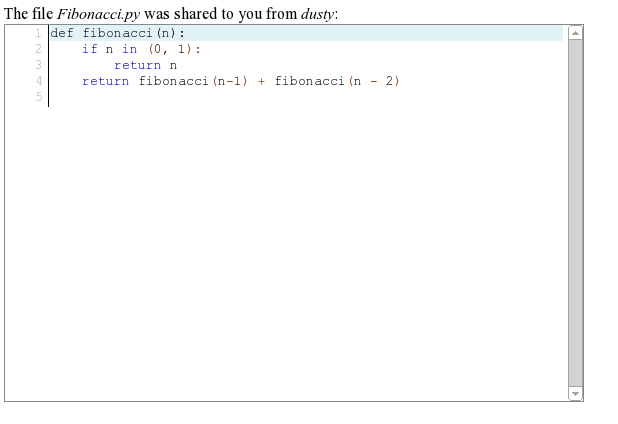 The file Fibonacci.py was shared to you from dusty:
1 def fibonacci(n):
2     if n in (0, 1):
3         return n
4     return fibonacci(n-1) + fibonacci(n - 2)
5